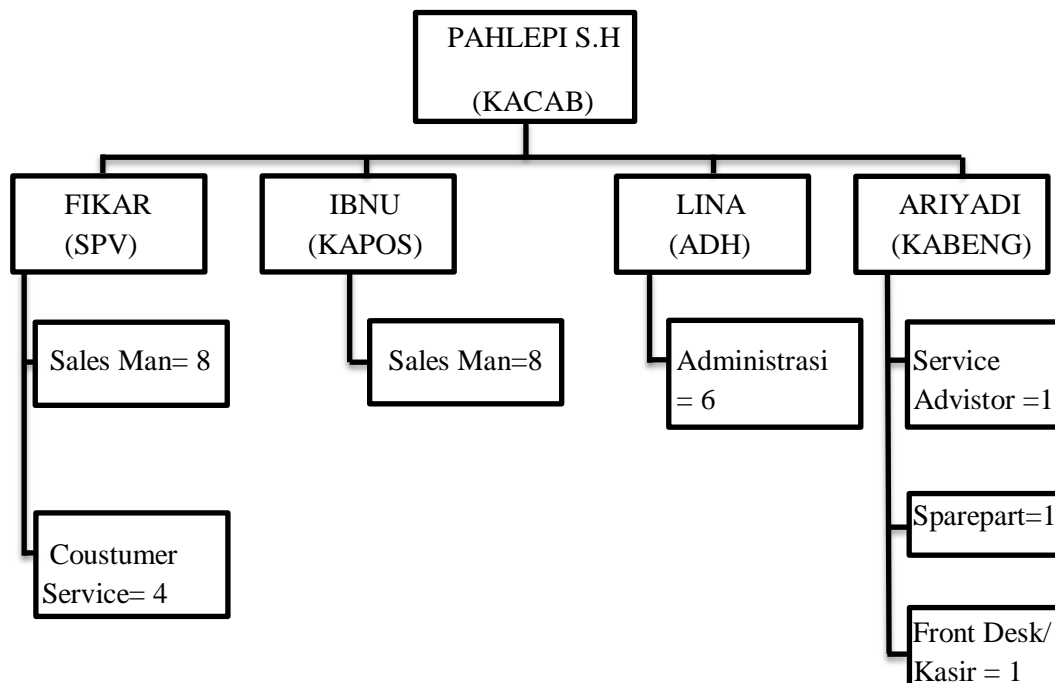 PAHLEPI S.H
(KACAB)
FIKAR
(SPV)
IBNU
(KAPOS)
LINA
(ADH)
ARIYADI
(KABENG)
Sales Man= 8
Sales Man=8
Administrasi
= 6
Service
Advistor =1
Coustumer
Service= 4
Sparepart=1
Front Desk/
Kasir = 1